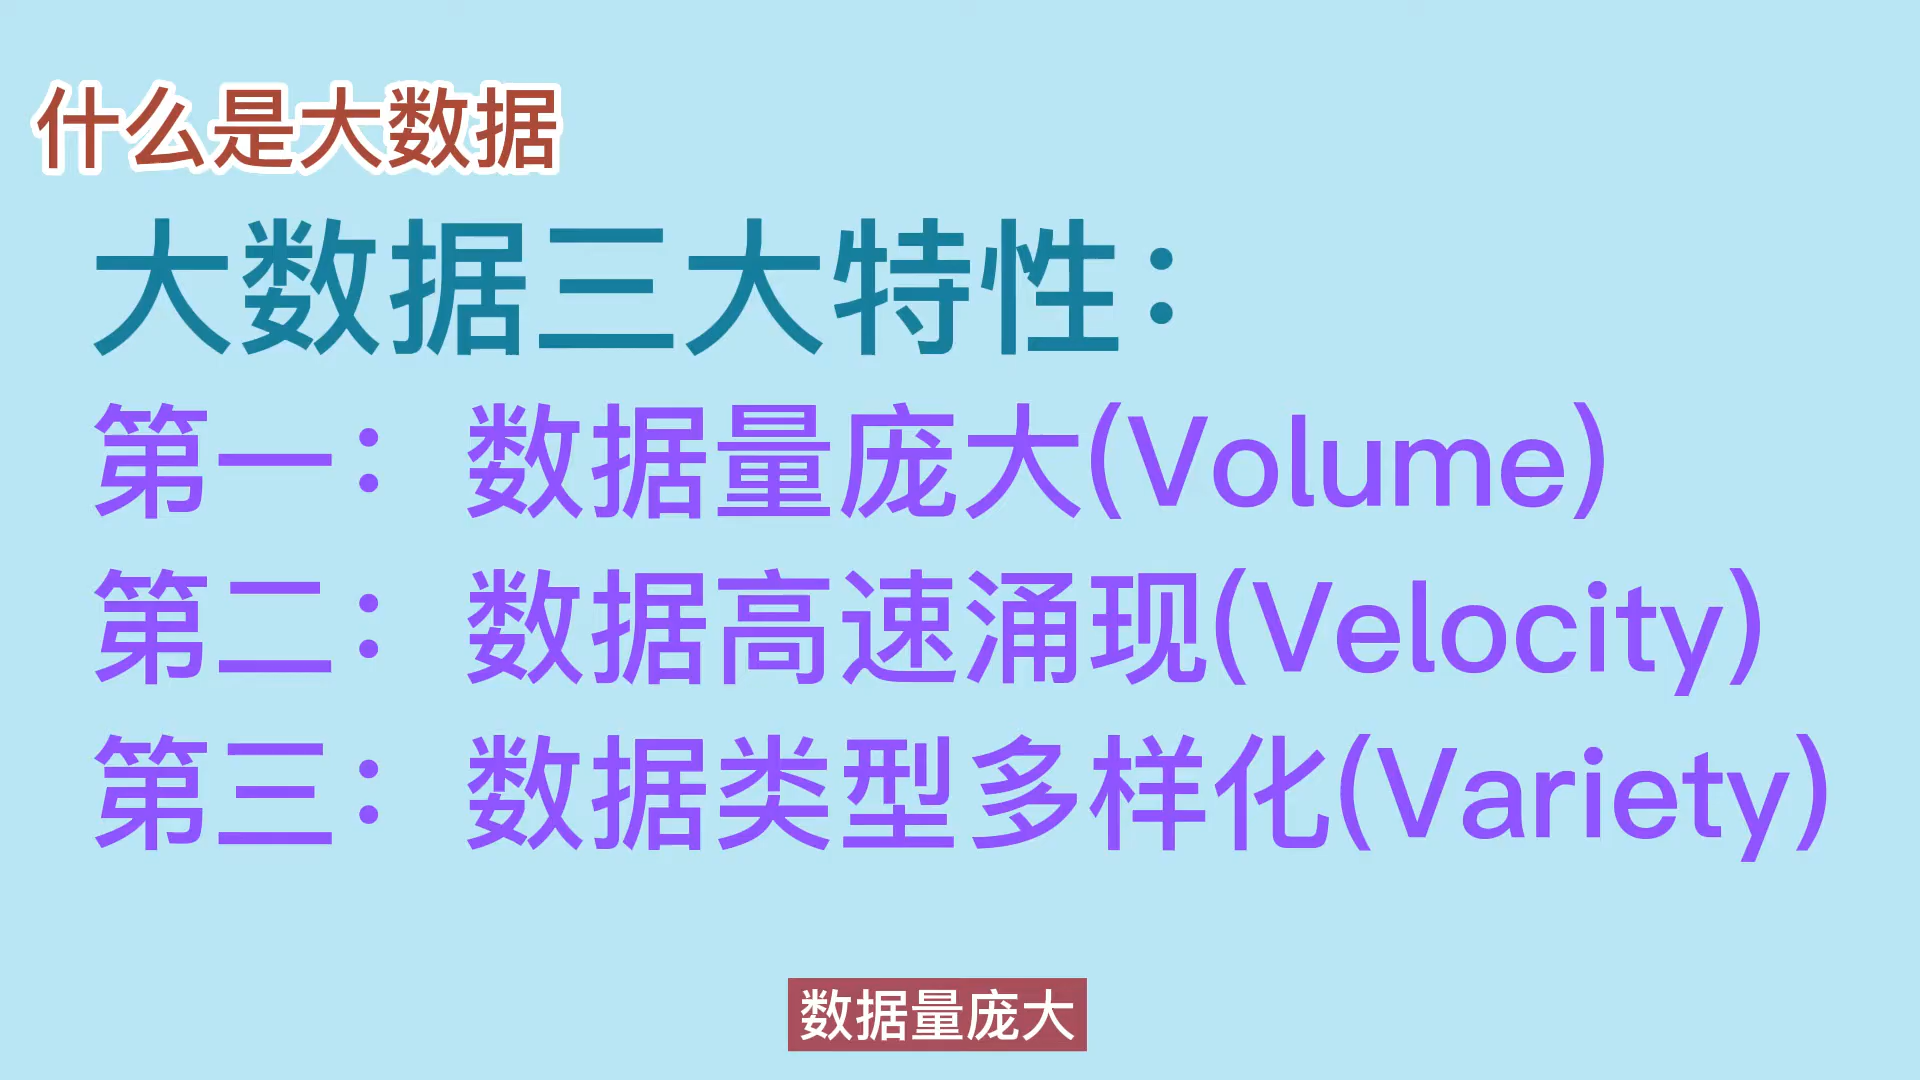 什么是大数据
大数据三大特性：
第一：数据量庞大(Volume)
第二：数据高速涌现(Velocity)
第三：数据类型多样化(Variety)
数据量庞大